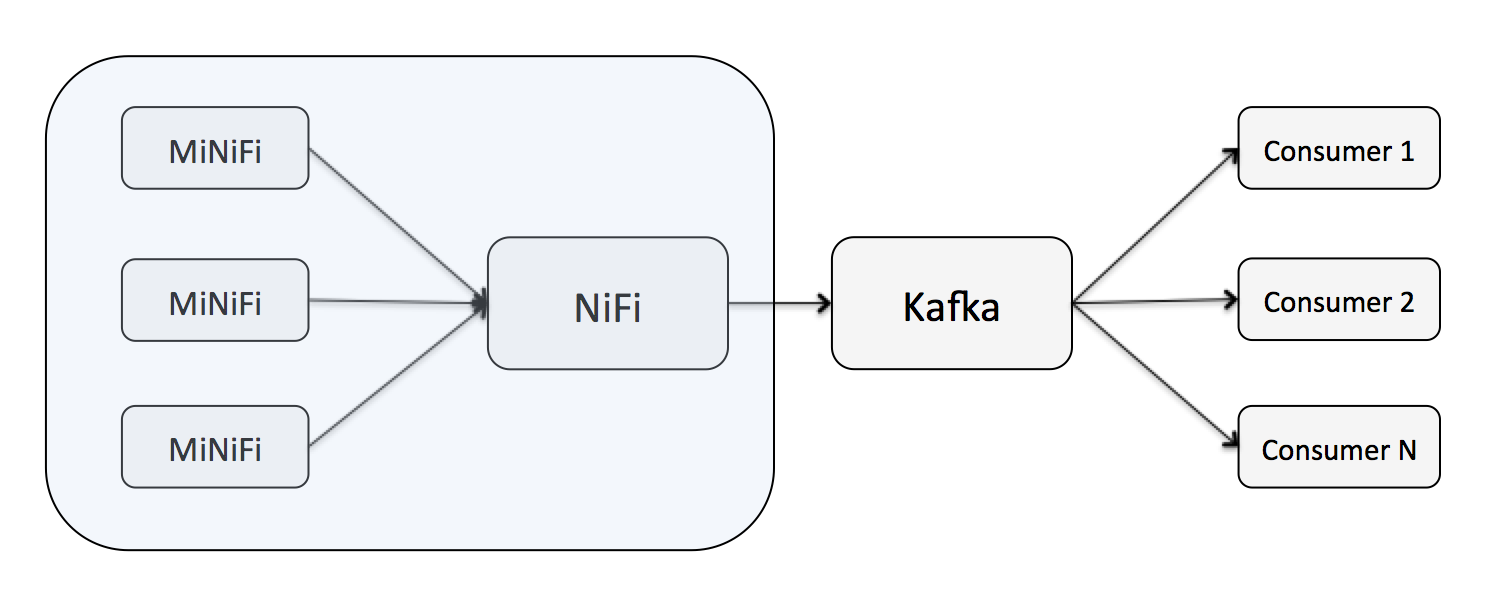 MiNiFi
MiNiFi
MiNiFi
NiFi
Kafka
Consumer 1
Consumer 2
Consumer N